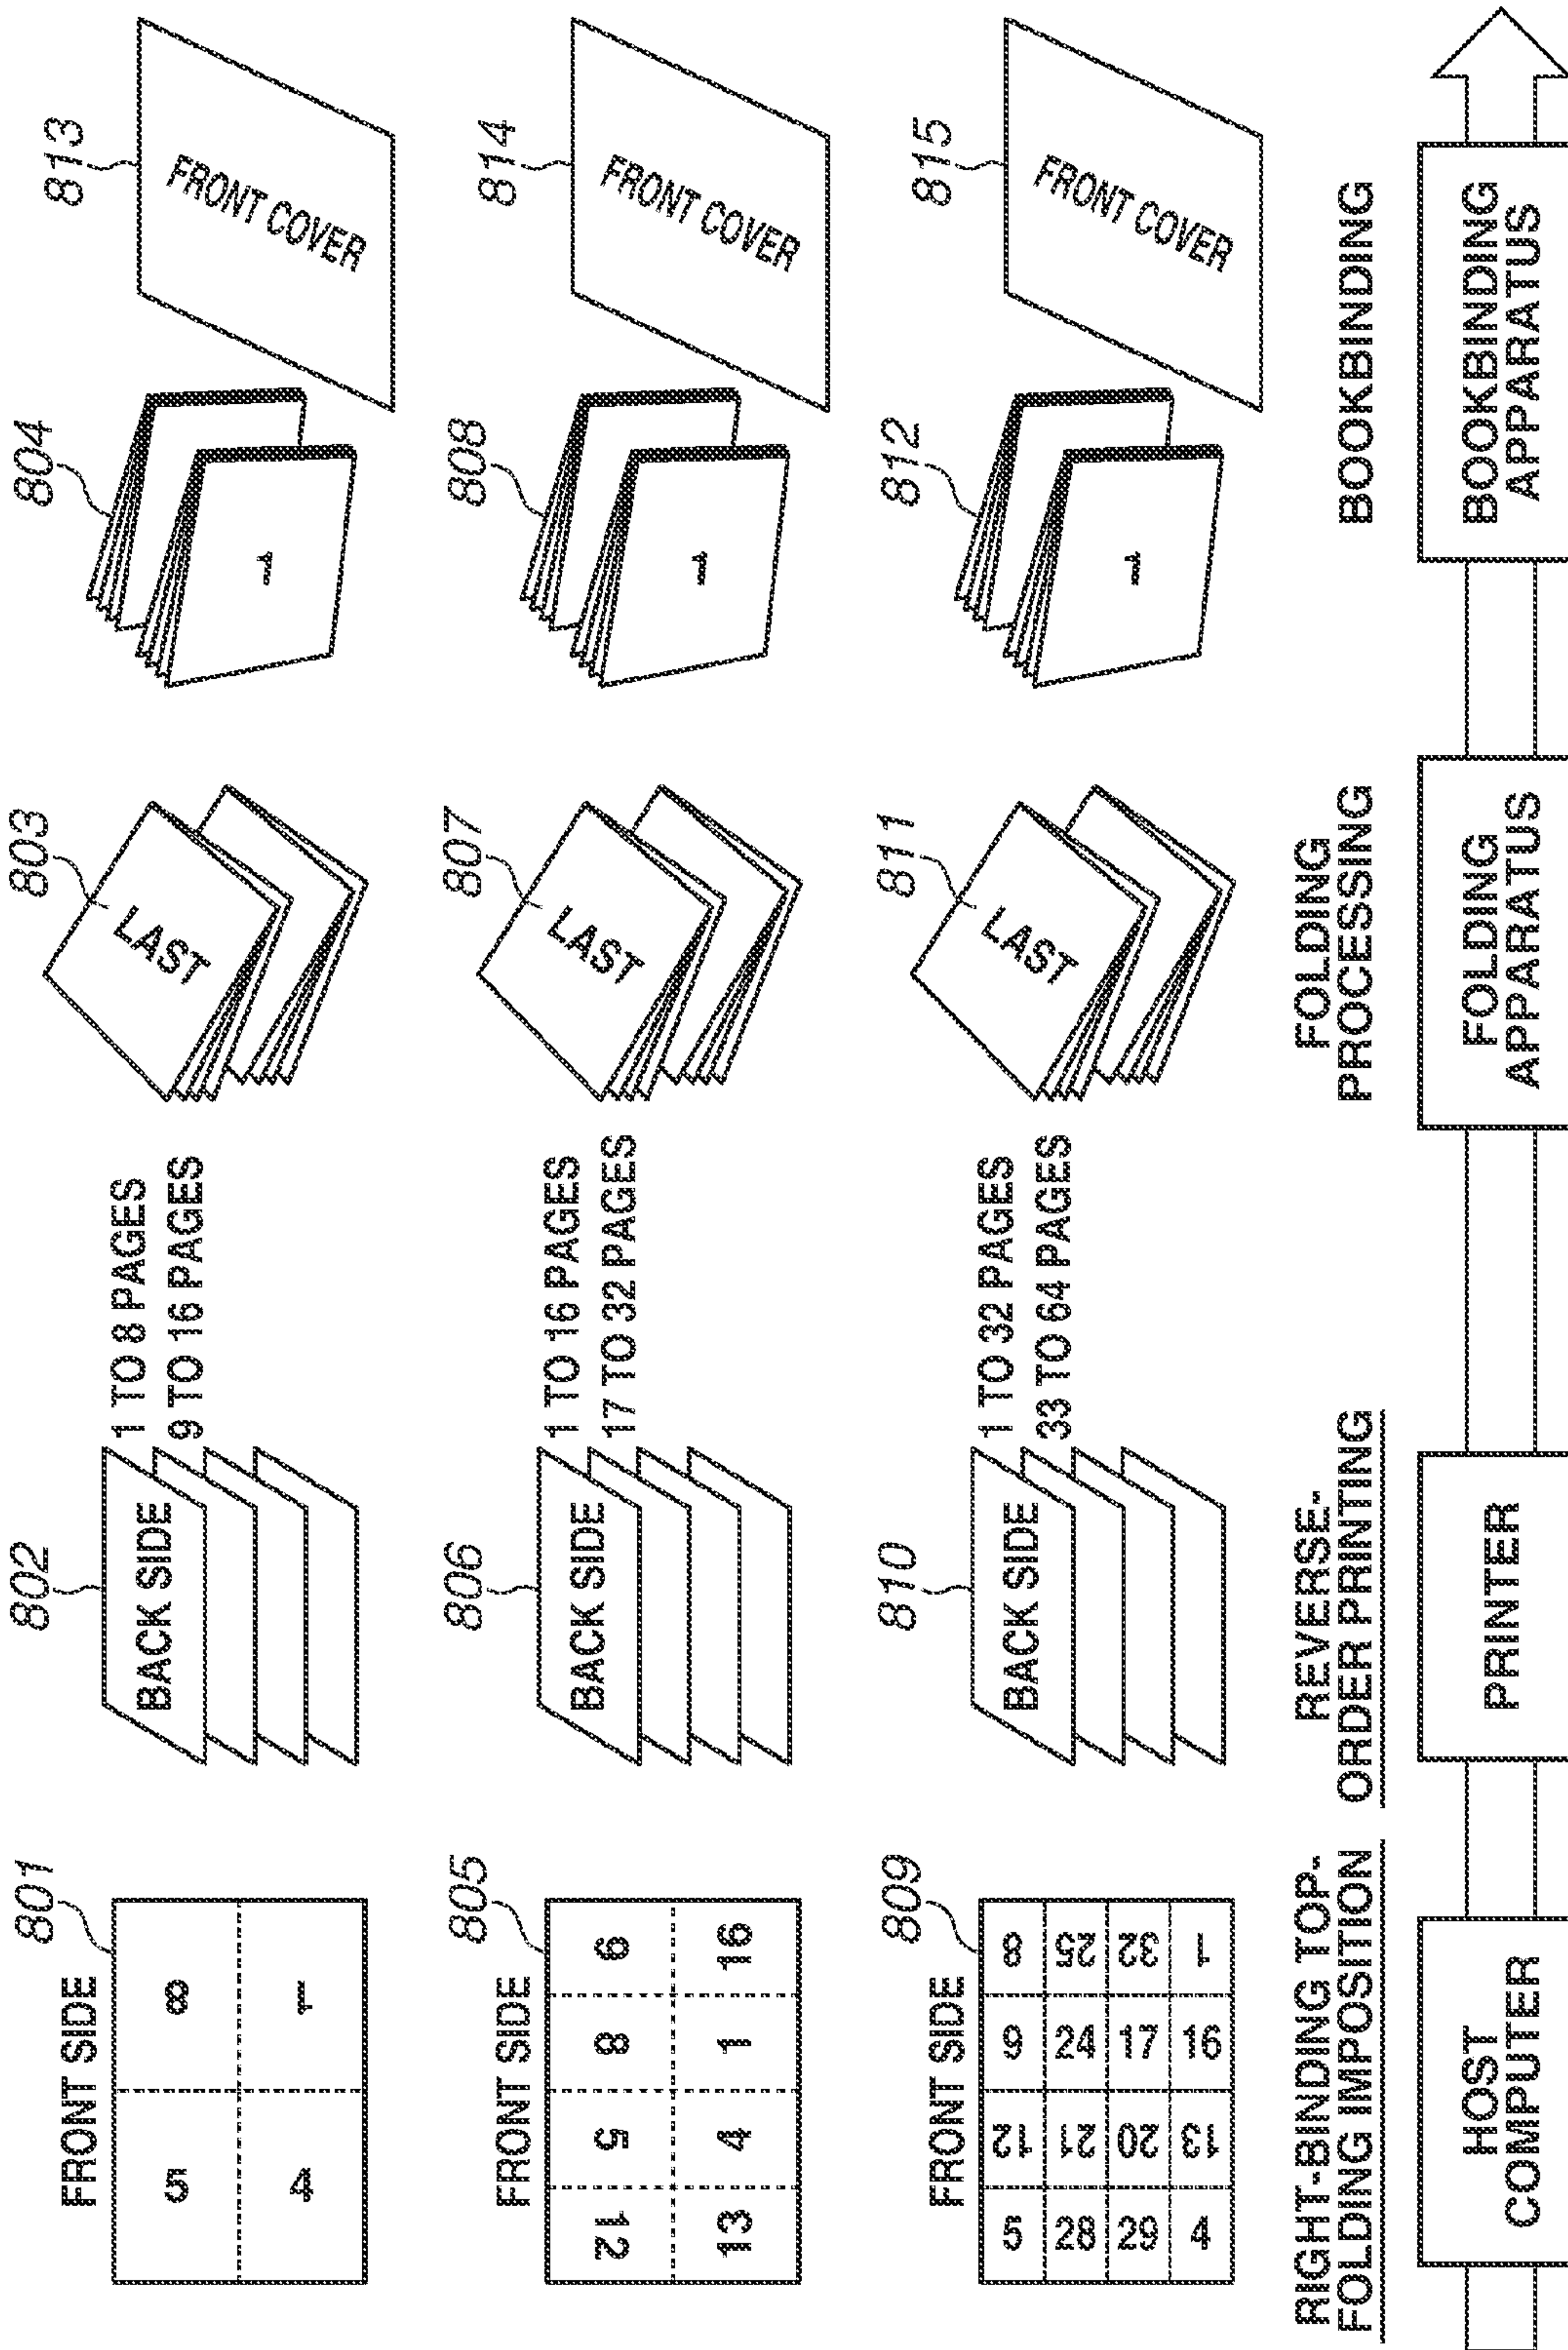 FRONT SIDE
801
5 8
4 1
802
BACK SIDE
1 TO 8 PAGES
9 TO 16 PAGES
803
LAST
804
1
813
FRONT COVER
FRONT SIDE
805
12 5 8 9
13 4 1 16
806
BACK SIDE
1 TO 16 PAGES
17 TO 32 PAGES
807
LAST
808
1
814
FRONT COVER
FRONT SIDE
809
5 12 9 8
28 21 24 25
29 20 17 32
4 13 16 1
810
BACK SIDE
1 TO 32 PAGES
33 TO 64 PAGES
811
LAST
812
1
815
FRONT COVER
RIGHT-BINDING TOP-
FOLDING IMPOSITION
REVERSE-
ORDER PRINTING
FOLDING
PROCESSING
BOOKBINDING
HOST
COMPUTER
PRINTER
FOLDING
APPARATUS
BOOKBINDING
APPARATUS